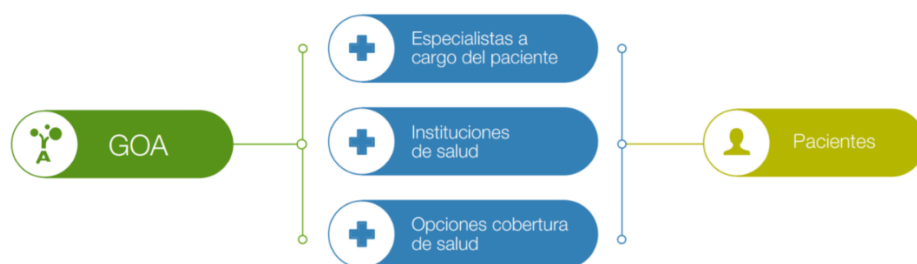 Especialistas a
cargo del paciente
GOA
Instituciones
de salud
Pacientes
Opciones cobertura
de salud